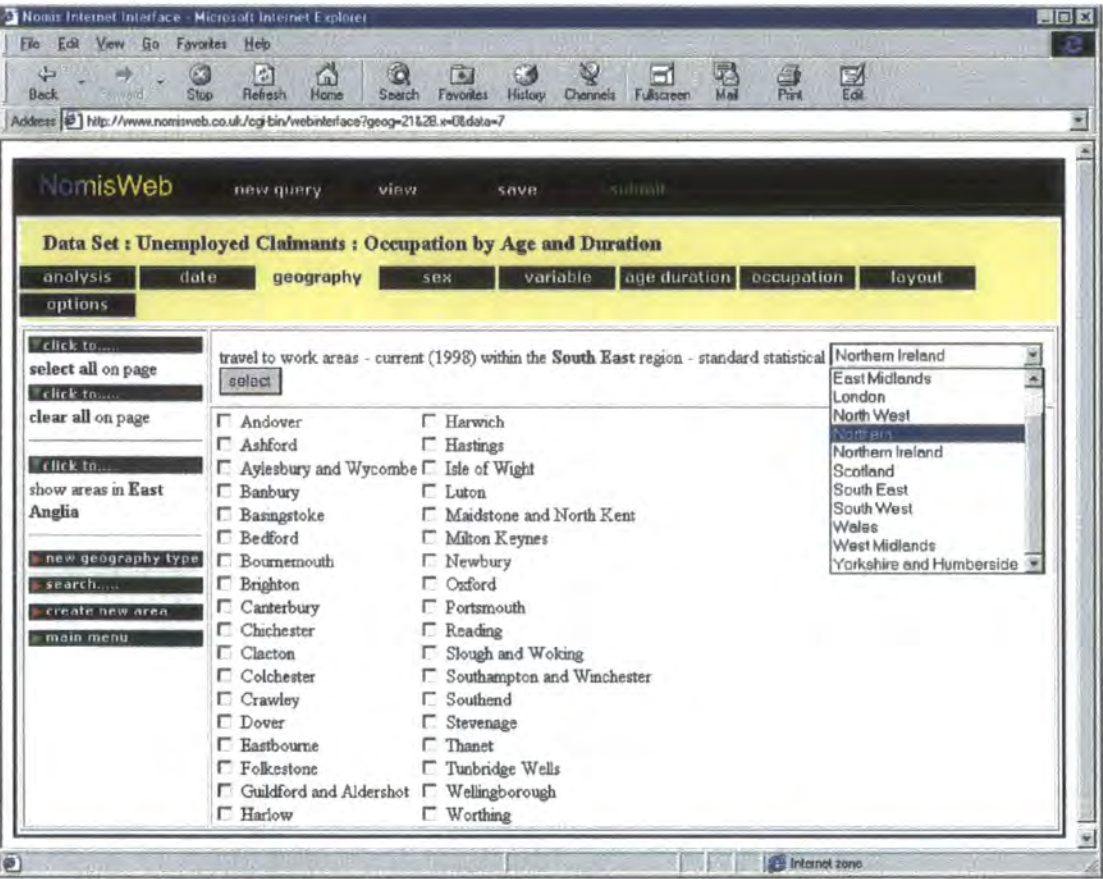 Nomis Internet Interface - Microsoft Internet Explorer
File Edit View Go Favorites Help
Back Forward Stop Refresh Home Search Favorites History Channels Fullscreen Mail Print Edit
Address http://www.nomisweb.co.uk/cgi-bin/webinterface?geog=21&28.x=0&data=7
NomisWeb new query view save submit
Data Set : Unemployed Claimants : Occupation by Age and Duration
analysis date geography sex variable age duration occupation layout
options
click to.....
select all on page
click to.....
clear all on page
click to.....
show areas in East
Anglia
new geography type
search.....
create new area
main menu
travel to work areas - current (1998) within the South East region - standard statistical Northern Ireland
select
East Midlands
London
North West
Northern
Northern Ireland
Scotland
South East
South West
Wales
West Midlands
Yorkshire and Humberside
Andover Harwich
Ashford Hastings
Aylesbury and Wycombe Isle of Wight
Banbury Luton
Basingstoke Maidstone and North Kent
Bedford Milton Keynes
Bournemouth Newbury
Brighton Oxford
Canterbury Portsmouth
Chichester Reading
Clacton Slough and Woking
Colchester Southampton and Winchester
Crawley Southend
Dover Stevenage
Eastbourne Thanet
Folkestone Tunbridge Wells
Guildford and Aldershot Wellingborough
Harlow Worthing
Internet zone